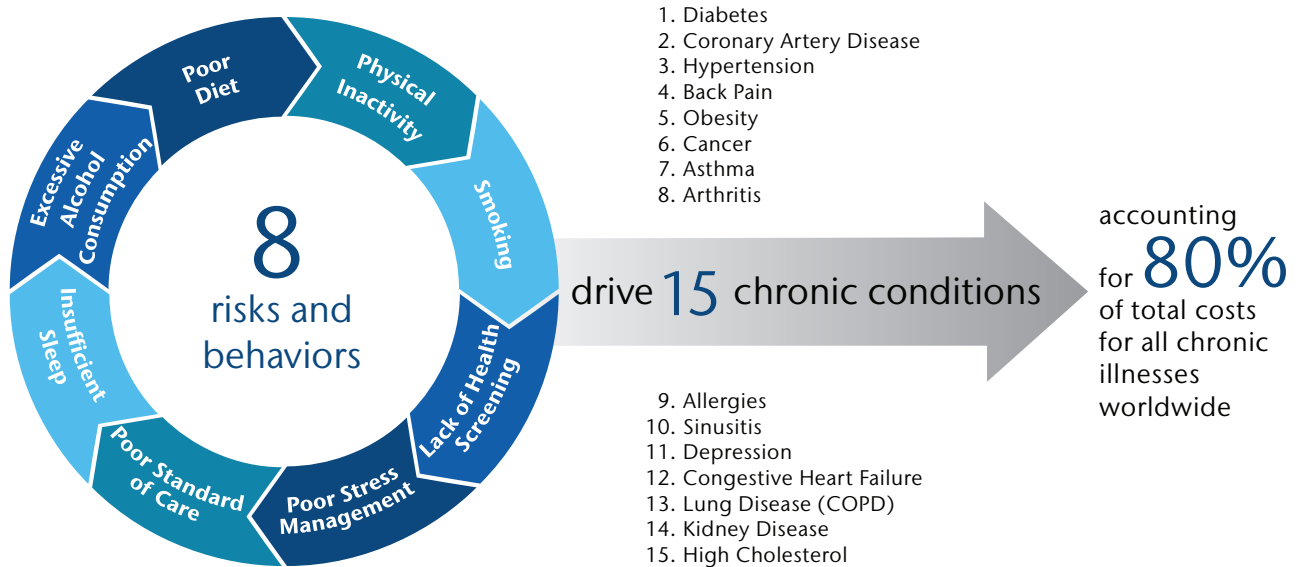 Poor
Diet
Physical
Inactivity
Smoking
Lack of Health
Screening
Poor Stress
Management
Poor Standard
of Care
Insufficient
Sleep
Excessive
Alcohol
Consumption
8
risks and
behaviors
1. Diabetes
2. Coronary Artery Disease
3. Hypertension
4. Back Pain
5. Obesity
6. Cancer
7. Asthma
8. Arthritis
drive 15 chronic conditions
9. Allergies
10. Sinusitis
11. Depression
12. Congestive Heart Failure
13. Lung Disease (COPD)
14. Kidney Disease
15. High Cholesterol
accounting
for 80%
of total costs
for all chronic
illnesses
worldwide